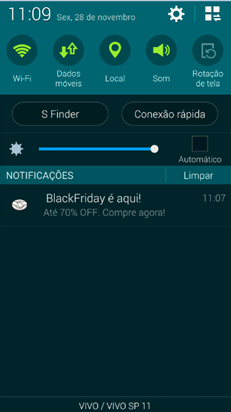 11:09 Sex, 28 de novembro
Wi-Fi
Dados
móveis
Local
Som
Rotação
de tela
S Finder
Conexão rápida
Automático
NOTIFICAÇÕES
Limpar
BlackFriday é aqui!
11:07
Até 70% OFF. Compre agora!
VIVO / VIVO SP 11